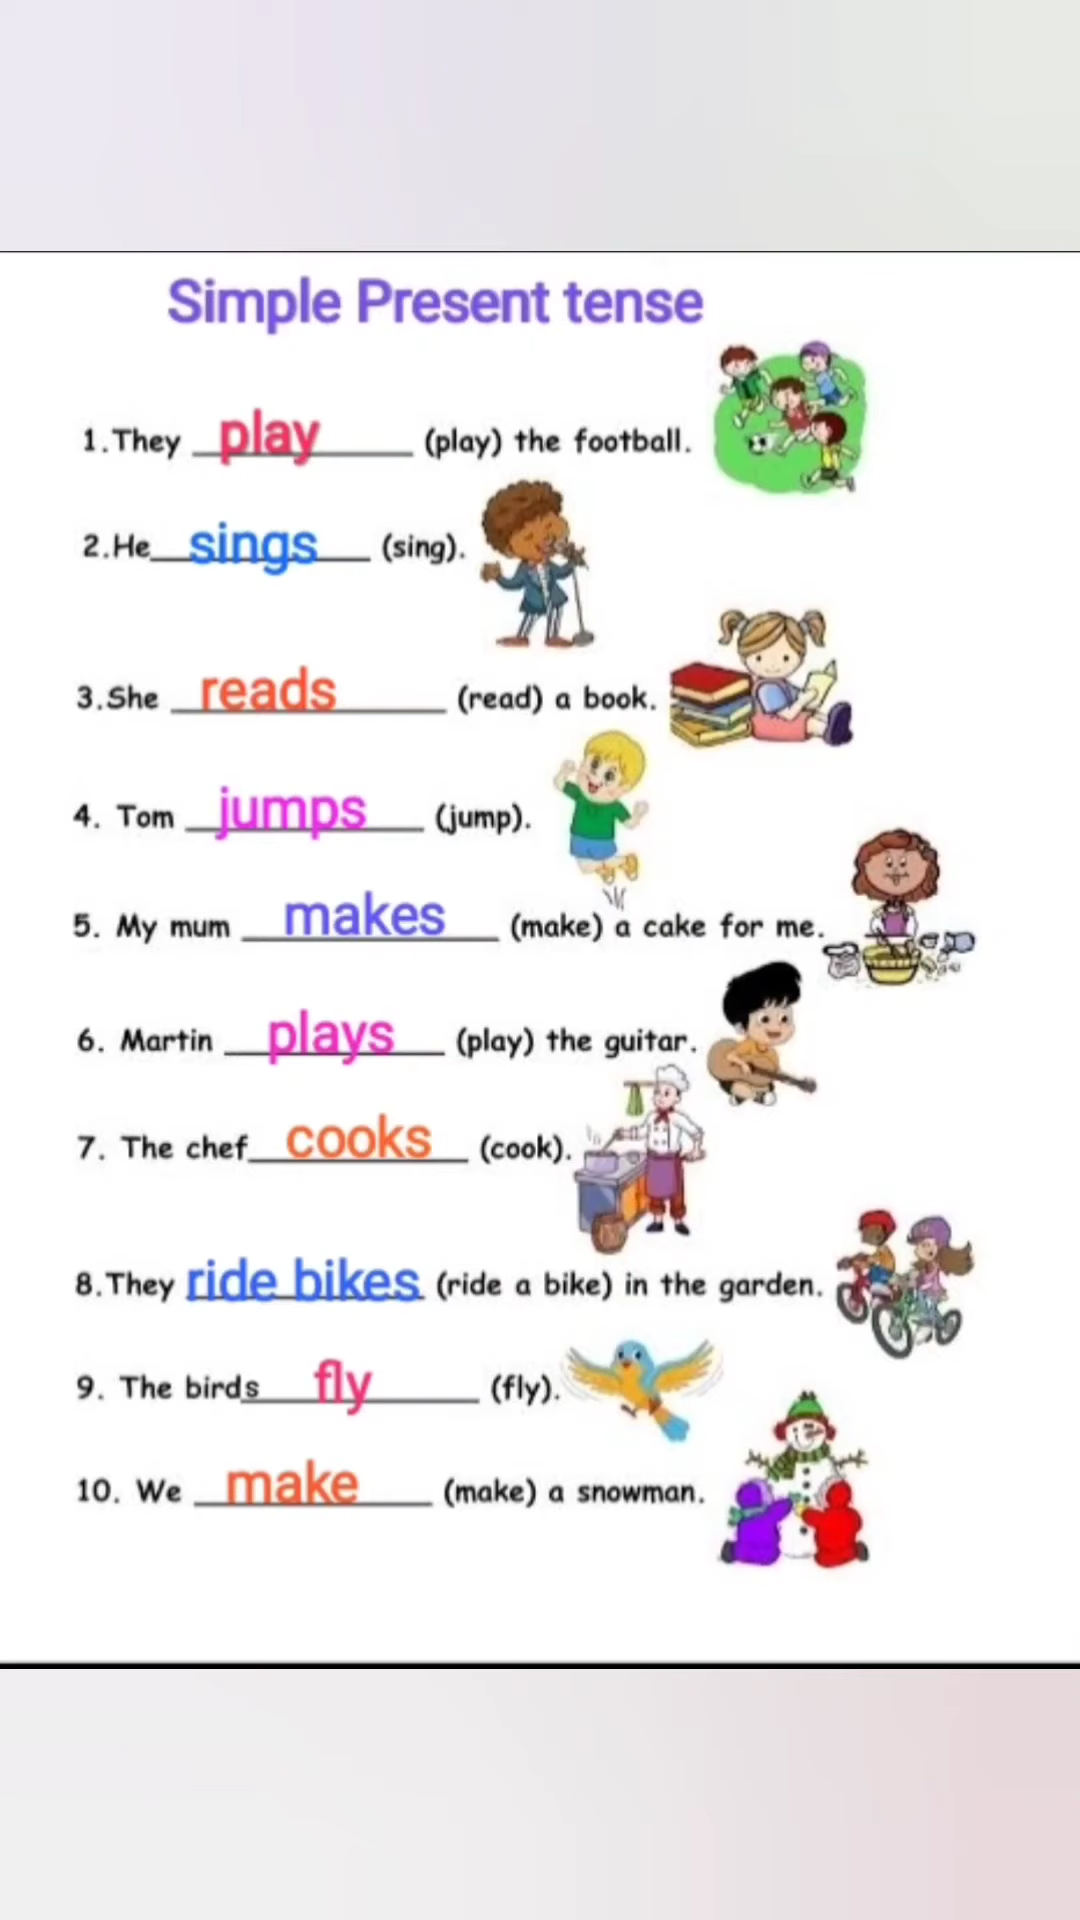 Simple Present tense
1.They play (play) the football.
2.He sings (sing).
3.She reads (read) a book.
4. Tom jumps (jump).
5. My mum makes (make) a cake for me.
6. Martin plays (play) the guitar.
7. The chef cooks (cook).
8.They ride bikes (ride a bike) in the garden.
9. The birds fly (fly).
10. We make (make) a snowman.